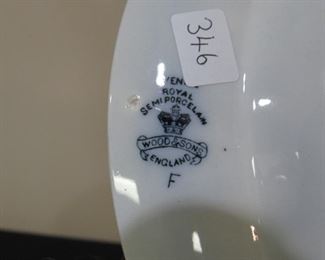 346
ROYAL
SEMI PORCELAIN
WOOD & SONS
ENGLAND
F